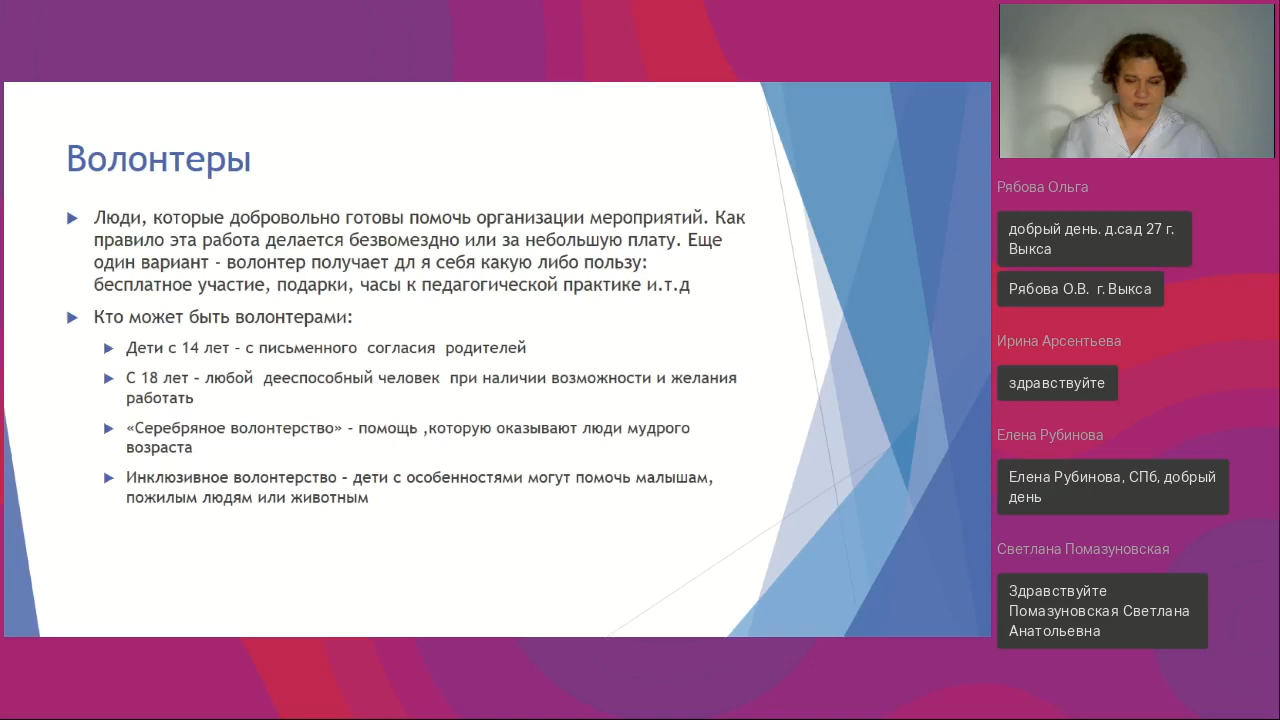 Волонтеры
Люди, которые добровольно готовы помочь организации мероприятий. Как
правило эта работа делается безвомездно или за небольшую плату. Еще
один вариант - волонтер получает дл я себя какую либо пользу:
бесплатное участие, подарки, часы к педагогической практике и.т.д
Кто может быть волонтерами:
Дети с 14 лет – с письменного согласия родителей
С 18 лет – любой дееспособный человек при наличии возможности и желания
работать
«Серебряное волонтерство» – помощь ,которую оказывают люди мудрого
возраста
Инклюзивное волонтерство – дети с особенностями могут помочь малышам,
пожилым людям или животным
Рябова Ольга
добрый день. д.сад 27 г.
Выкса
Рябова О.В. г. Выкса
Ирина Арсентьева
здравствуйте
Елена Рубинова
Елена Рубинова, СПб, добрый
день
Светлана Помазуновская
Здравствуйте
Помазуновская Светлана
Анатольевна